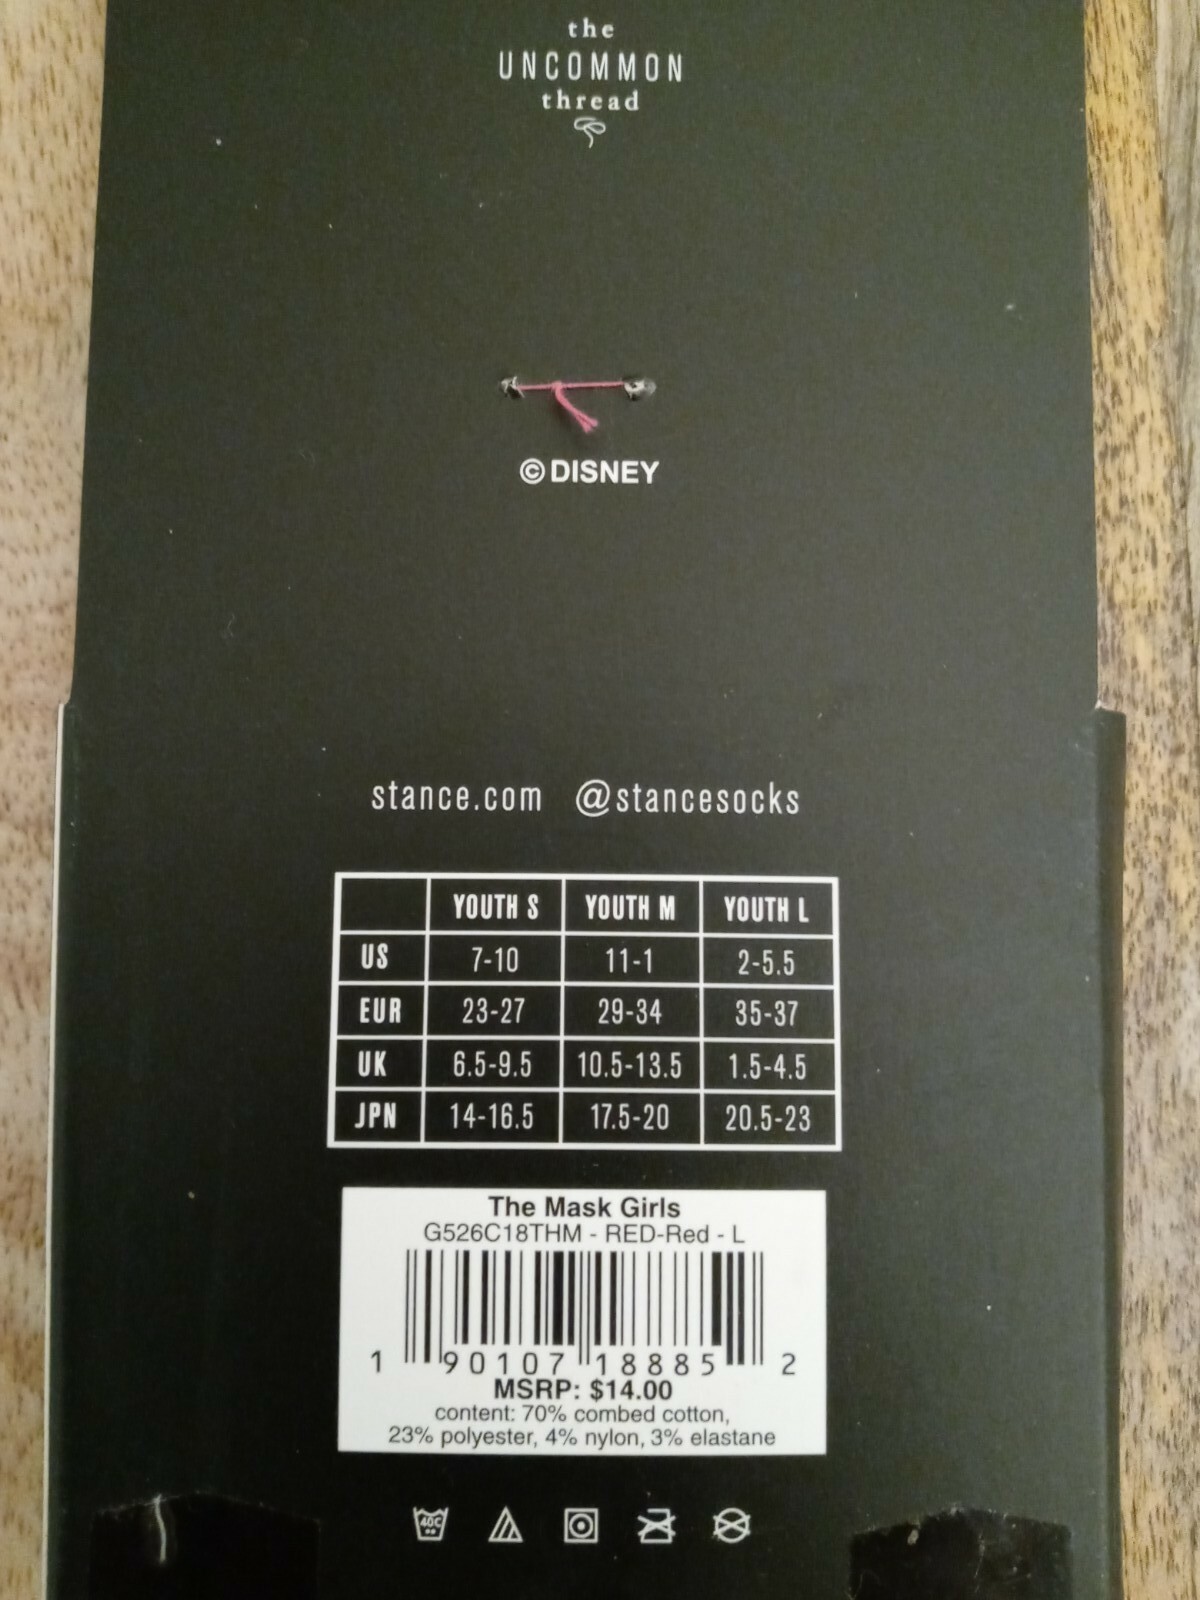 the
UNCOMMON
thread
© DISNEY
stance.com @stancesocks
YOUTH S YOUTH M YOUTH L
US 7-10 11-1 2-5.5
EUR 23-27 29-34 35-37
UK 6.5-9.5 10.5-13.5 1.5-4.5
JPN 14-16.5 17.5-20 20.5-23
The Mask Girls
G526C18THM - RED-Red - L
1 90107 18885 2
MSRP: $14.00
content: 70% combed cotton,
23% polyester, 4% nylon, 3% elastane
40C